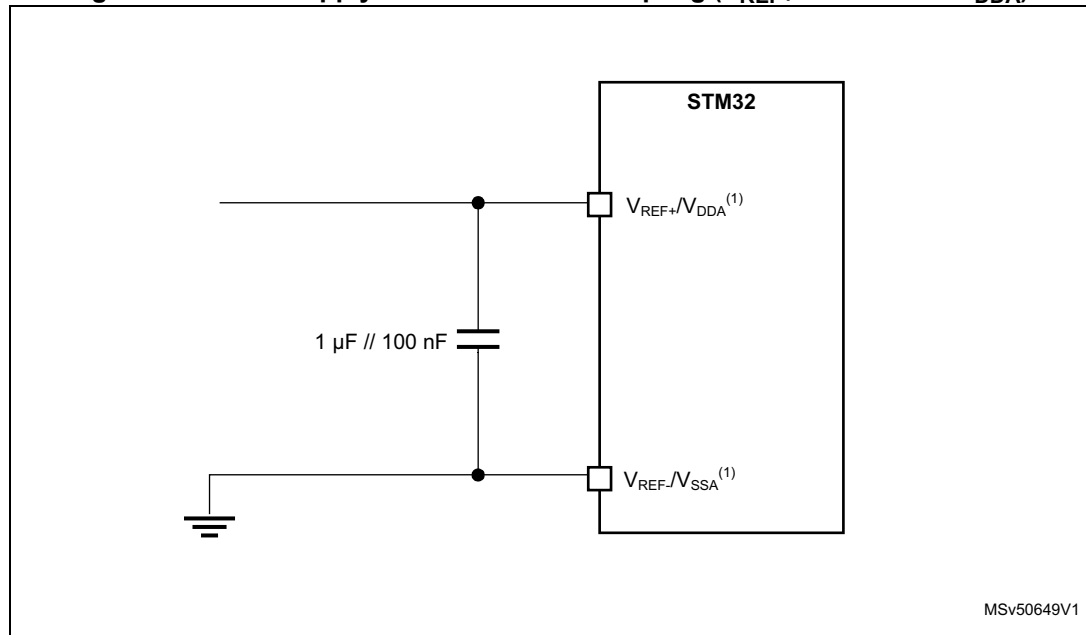 STM32
V_REF+/V_DDA^(1)
1 µF // 100 nF
V_REF-/V_SSA^(1)
MSv50649V1